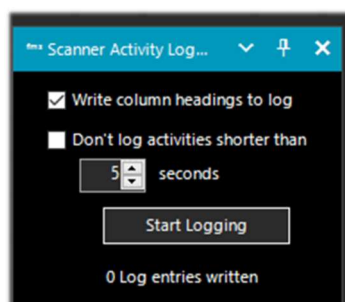 Scanner Activity Log...
Write column headings to log
Don't log activities shorter than
5 seconds
Start Logging
0 Log entries written